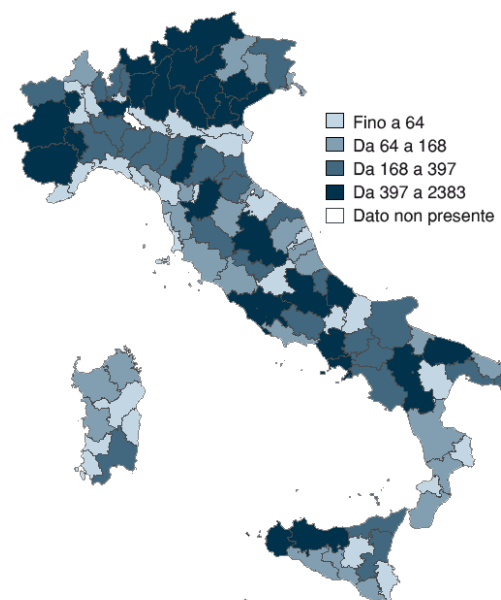 Fino a 64
Da 64 a 168
Da 168 a 397
Da 397 a 2383
Dato non presente